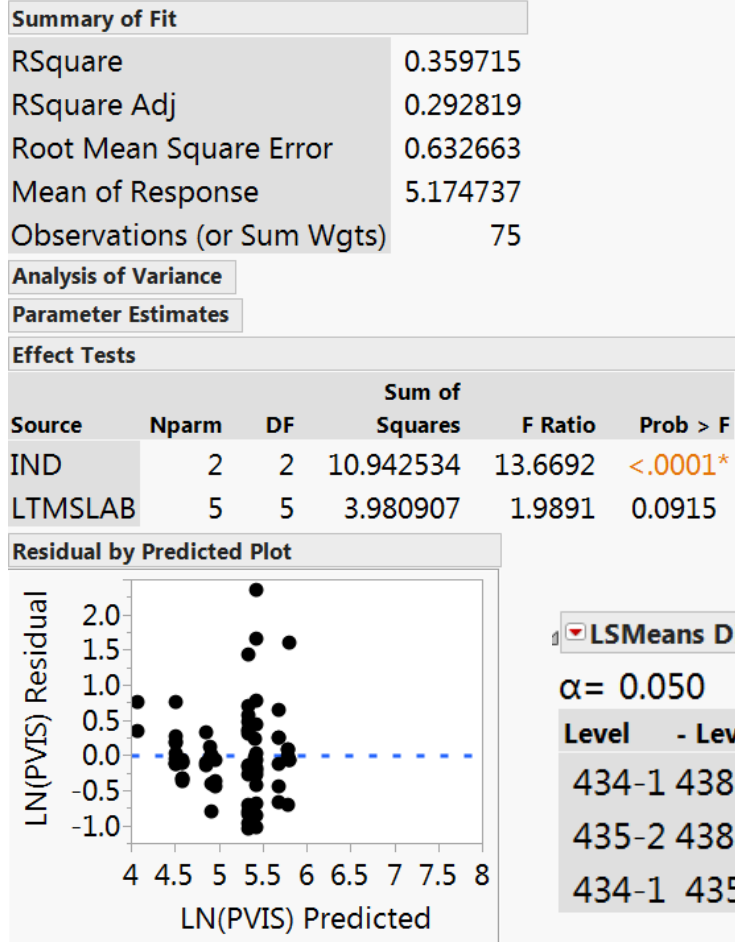 Summary of Fit
RSquare 0.359715
RSquare Adj 0.292819
Root Mean Square Error 0.632663
Mean of Response 5.174737
Observations (or Sum Wgts) 75
Analysis of Variance
Parameter Estimates
Effect Tests
Sum of
Source Nparm DF Squares F Ratio Prob > F
IND 2 2 10.942534 13.6692 <.0001*
LTMSLAB 5 5 3.980907 1.9891 0.0915
Residual by Predicted Plot
LN(PVIS) Residual
2.0
1.5
1.0
0.5
0.0
-0.5
-1.0
4 4.5 5 5.5 6 6.5 7 7.5 8
LN(PVIS) Predicted
LSMeans D
α= 0.050
Level - Lev
434-1 438
435-2 438
434-1 435